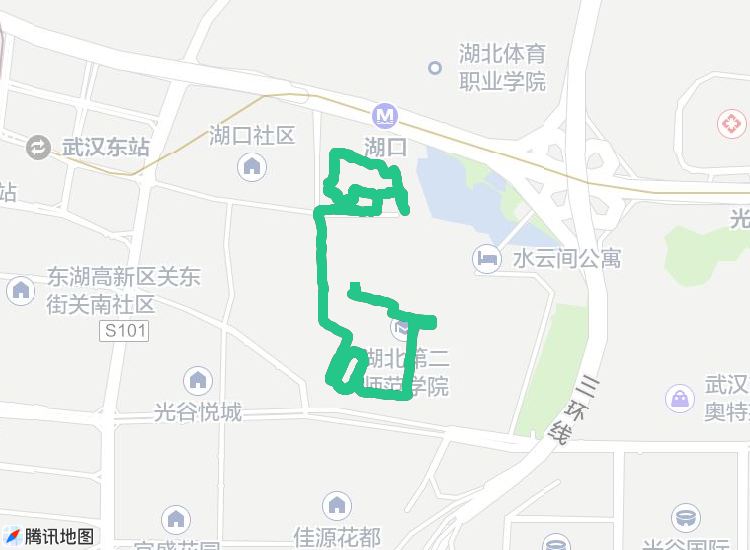 湖北体育
职业学院
M
湖口
湖口社区
武汉东站
站
光
水云间公寓
东湖高新区关东
街关南社区
S101
湖北第二
师范学院
光谷悦城
三环线
武汉
奥特
佳源花都
宜盛花园
光谷国际
腾讯地图